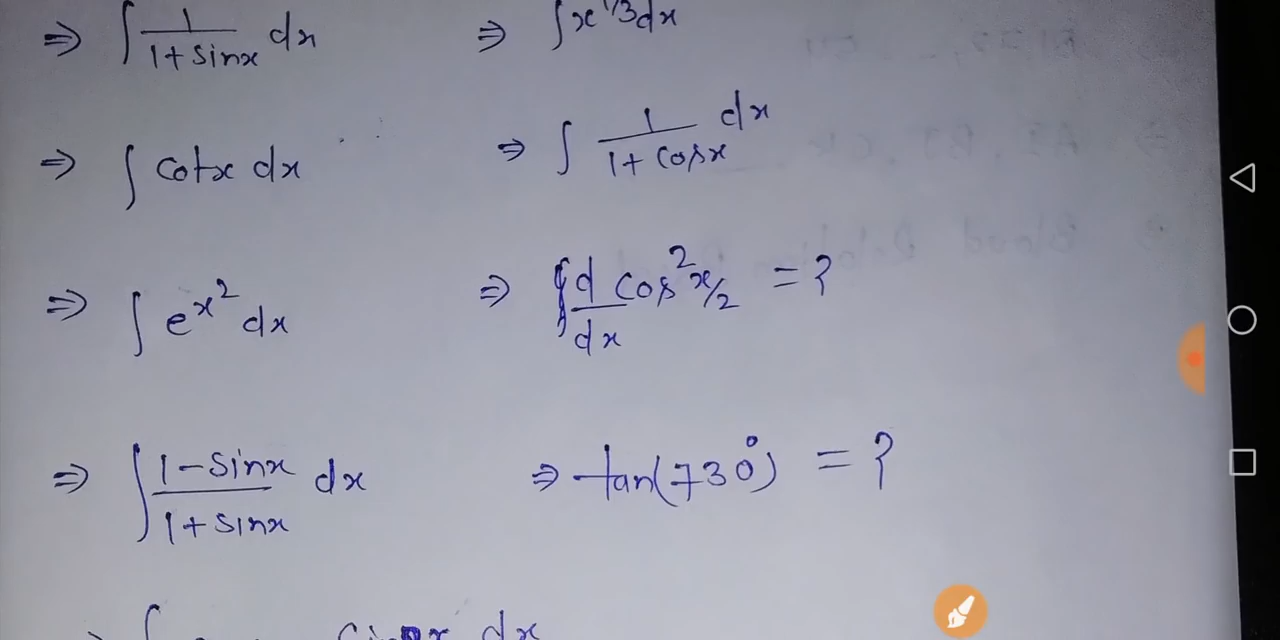 ⇒ ∫ 1/(1+sinx) dx ⇒ ∫x^1/3 dx
⇒ ∫ cotx dx ⇒ ∫ 1/(1+cosx) dx
⇒ ∫ e^x² dx ⇒ ∫ d/dx cos² x/2 = ?
⇒ ∫ (1-sinx)/(1+sinx) dx ⇒ tan(730°) = ?
dx